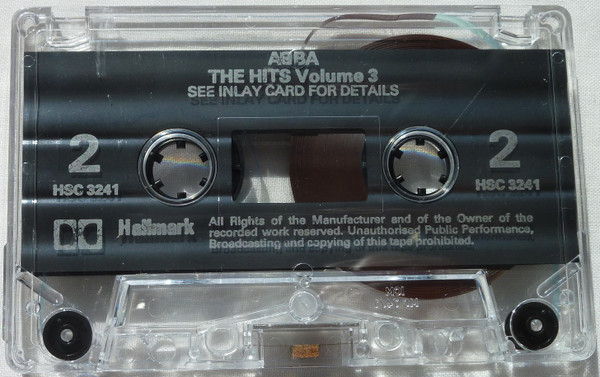 ABBA
THE HITS Volume 3
SEE INLAY CARD FOR DETAILS
2
2
HSC 3241
HSC 3241
Hallmark
All Rights of the Manufacturer and of the Owner of the
recorded work reserved. Unauthorised Public Performance,
Broadcasting and copying of this tape prohibited.